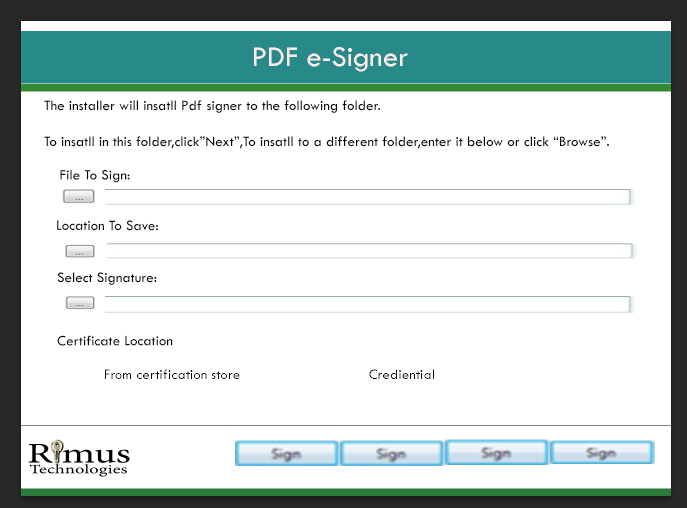 PDF e-Signer
The installer will insatll Pdf signer to the following folder.
To insatll in this folder,click”Next”,To insatll to a different folder,enter it below or click “Browse”.
File To Sign:
...
Location To Save:
...
Select Signature:
...
Certificate Location
From certification store Crediential
Rimus
Technologies
Sign Sign Sign Sign